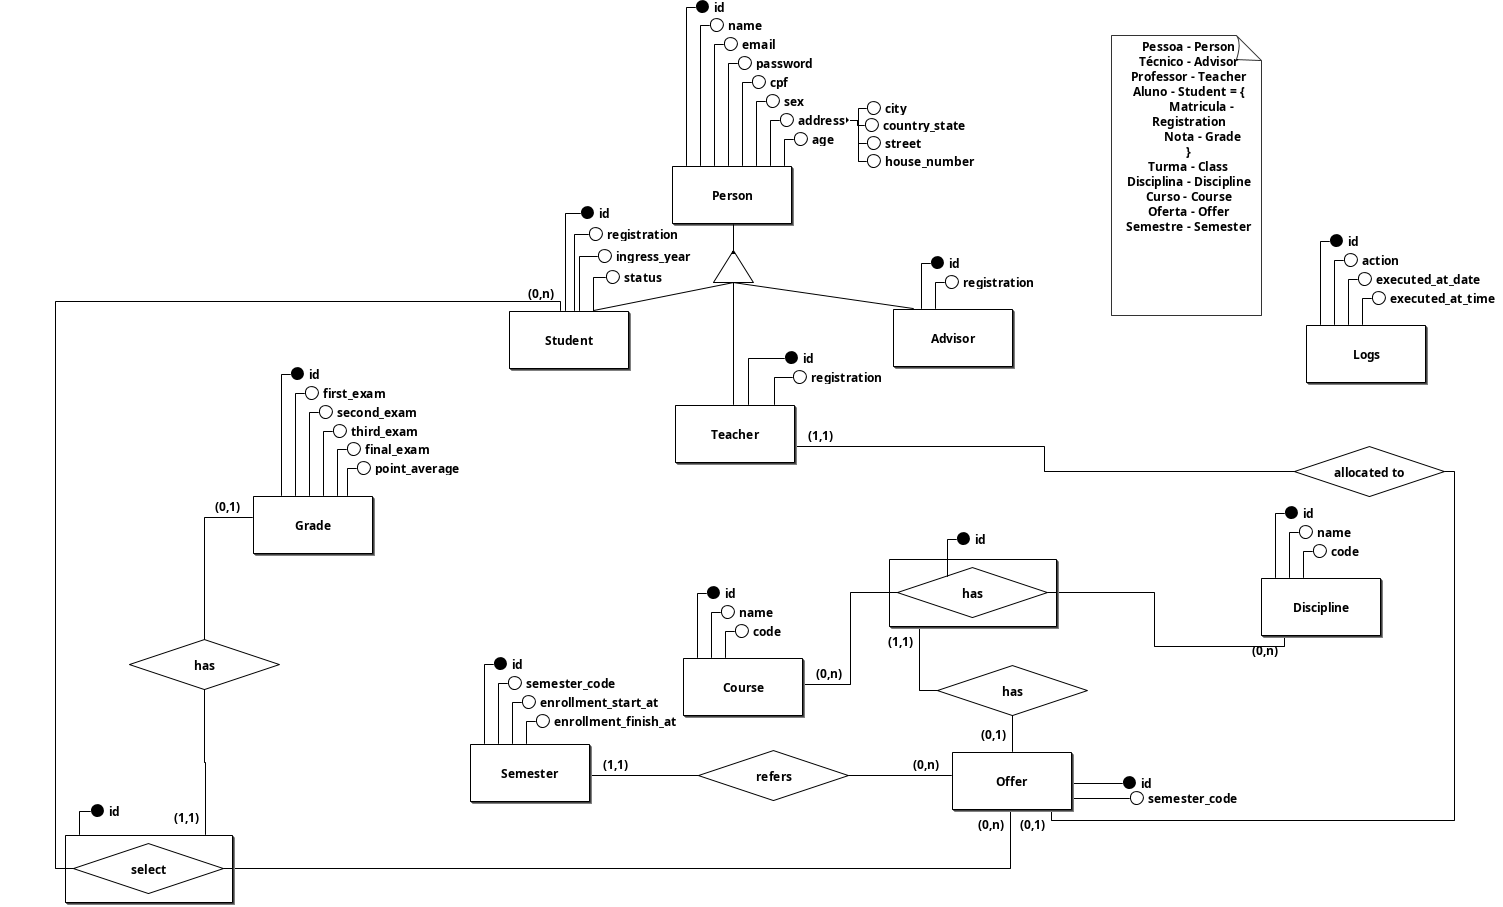 id
name
email
password
cpf
sex
address
age
city
country_state
street
house_number
Person
Pessoa - Person
Técnico - Advisor
Professor - Teacher
Aluno - Student = {
Matricula -
Registration
Nota - Grade
}
Turma - Class
Disciplina - Discipline
Curso - Course
Oferta - Offer
Semestre - Semester
id
registration
ingress_year
status
(0,n)
Student
id
registration
Advisor
id
action
executed_at_date
executed_at_time
Logs
id
registration
Teacher
(1,1)
allocated to
id
first_exam
second_exam
third_exam
final_exam
point_average
(0,1)
Grade
id
name
code
Discipline
(0,n)
id
has
(1,1)
id
name
code
Course
(0,n)
has
has
(0,1)
id
semester_code
enrollment_start_at
enrollment_finish_at
Semester
(1,1)
refers
(0,n)
Offer
id
semester_code
(0,n)
(0,1)
id
(1,1)
select